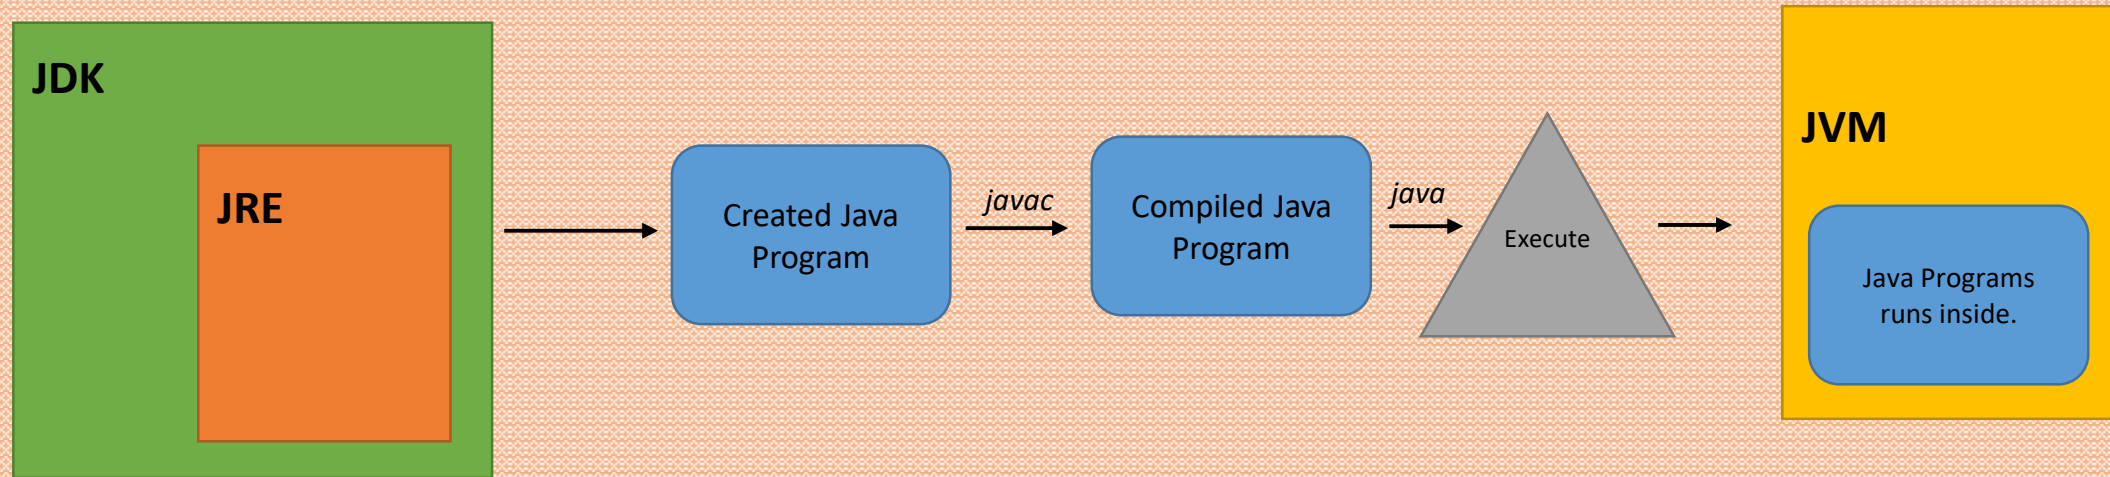 JDK
JRE
Created Java
Program
javac
Compiled Java
Program
java
Execute
JVM
Java Programs
runs inside.